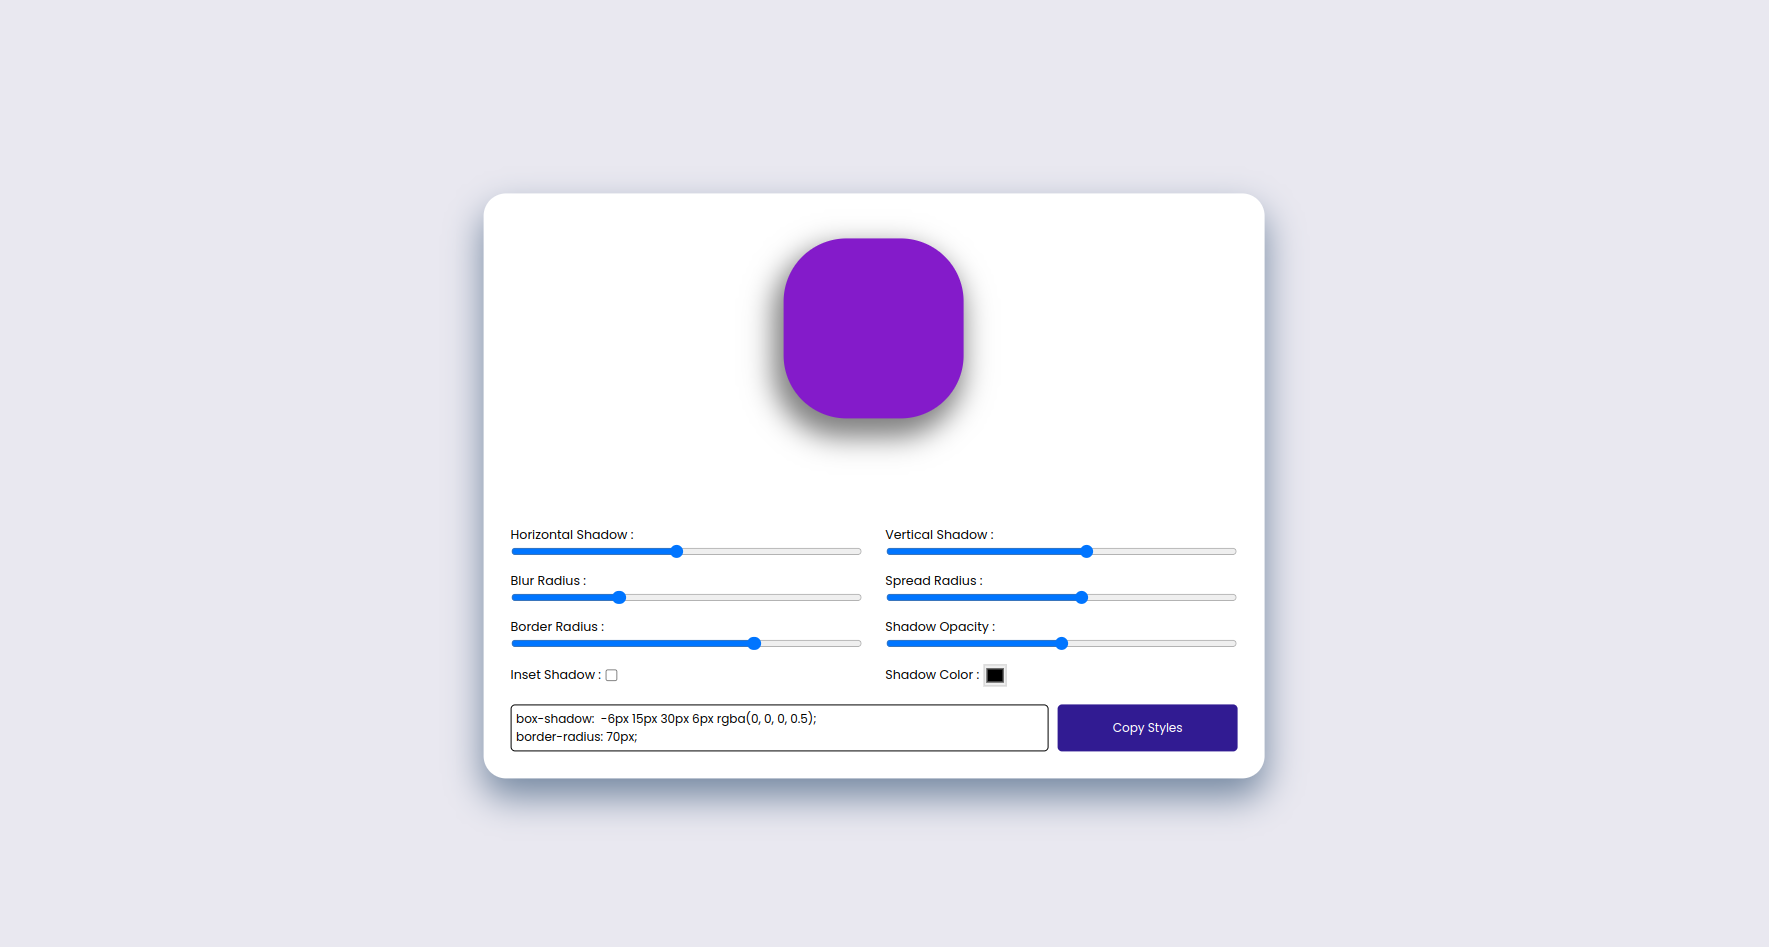 Horizontal Shadow :
Vertical Shadow :
Blur Radius :
Spread Radius :
Border Radius :
Shadow Opacity :
Inset Shadow :
Shadow Color :
box-shadow:  -6px 15px 30px 6px rgba(0, 0, 0, 0.5);
border-radius: 70px;
Copy Styles